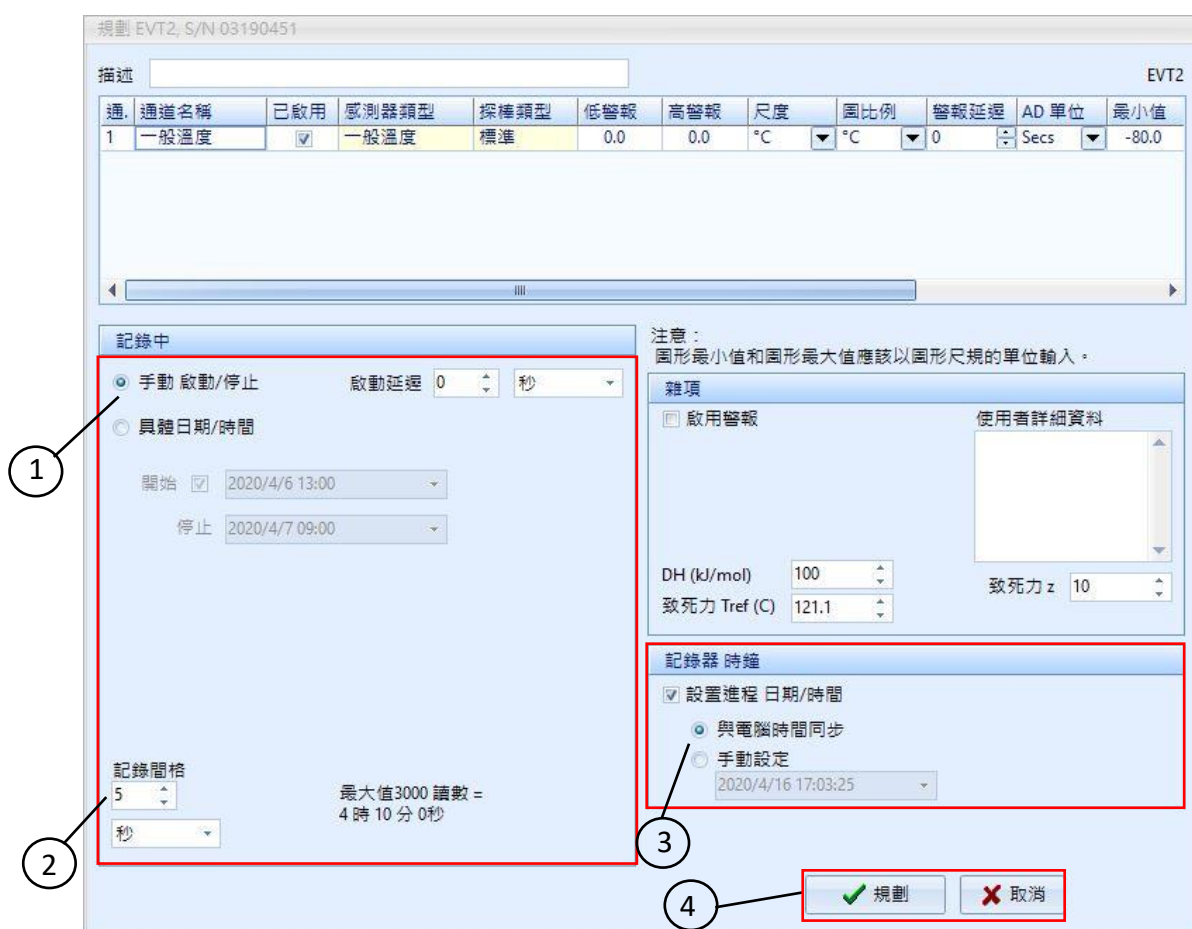 規劃 EVT2, S/N 03190451
描述
EVT2
通. 通道名稱 已啟用 感測器類型 探棒類型 低警報 高警報 尺度 圖比例 警報延遲 AD 單位 最小值
1 一般溫度 一般溫度 標準 0.0 0.0 °C °C 0 Secs -80.0
記錄中
手動 啟動/停止 啟動延遲 0 秒
具體日期/時間
開始 2020/4/6 13:00
停止 2020/4/7 09:00
記錄間格
5
秒
最大值3000 讀數 =
4 時 10 分 0秒
注意：
圖形最小值和圖形最大值應該以圖形尺規的單位輸入。
雜項
啟用警報
使用者詳細資料
DH (kJ/mol) 100
致死力 Tref (C) 121.1
致死力 z 10
記錄器 時鐘
設置進程 日期/時間
與電腦時間同步
手動設定
2020/4/16 17:03:25
規劃 取消
1
2
3
4